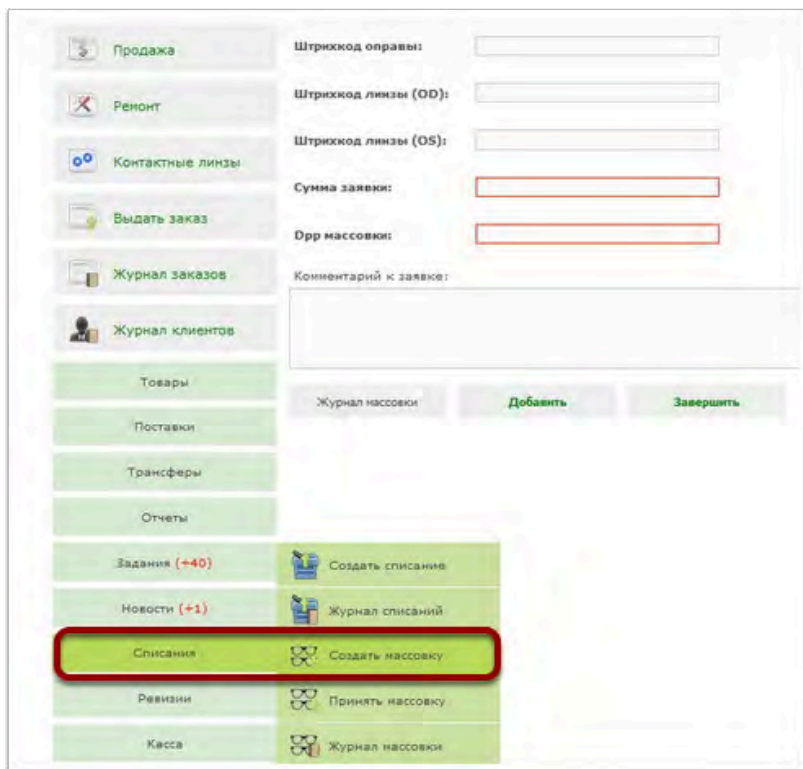 Продажа
Ремонт
Контактные линзы
Выдать заказ
Журнал заказов
Журнал клиентов
Товары
Поставки
Трансферы
Отчеты
Задания (+40)
Новости (+1)
Списания
Ревизии
Касса
Штрихкод оправы:
Штрихкод линзы (OD):
Штрихкод линзы (OS):
Сумма заявки:
Dpp массовки:
Комментарий к заявке:
Журнал массовки
Добавить
Завершить
Создать списание
Журнал списаний
Создать массовку
Принять массовку
Журнал массовки